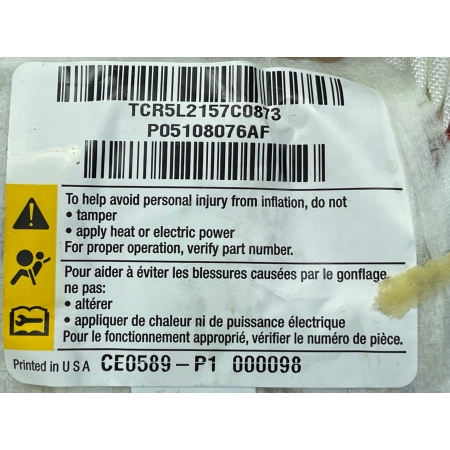 TCR5L2157C0873
P05108076AF
To help avoid personal injury from inflation, do not
• tamper
• apply heat or electric power
For proper operation, verify part number.
Pour aider à éviter les blessures causées par le gonflage
ne pas:
• altérer
• appliquer de chaleur ni de puissance électrique
Pour le fonctionnement approprié, vérifier le numéro de pièce.
Printed in U S A CE0589-P1 000098